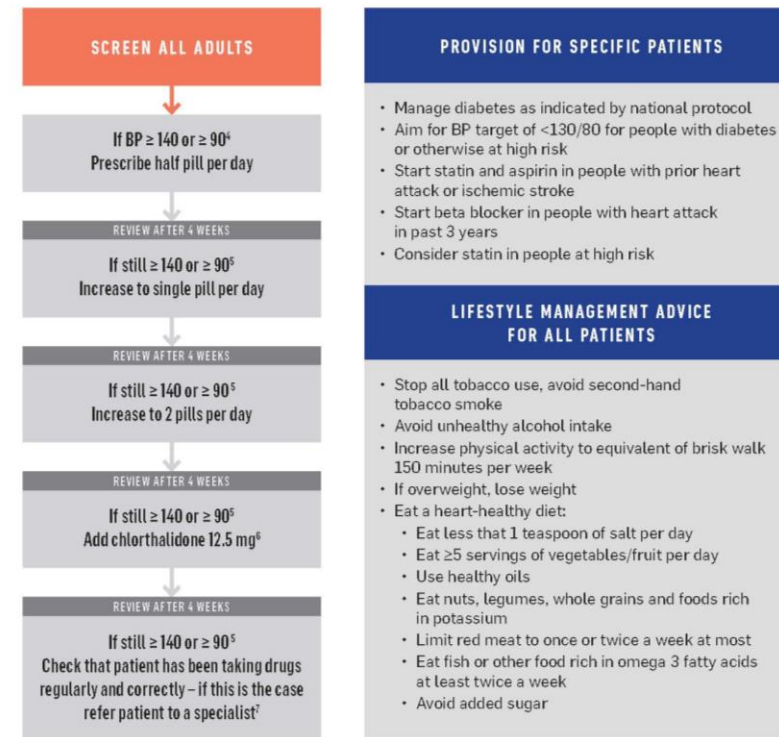 SCREEN ALL ADULTS
If BP ≥ 140 or ≥ 90⁴
Prescribe half pill per day
REVIEW AFTER 4 WEEKS
If still ≥ 140 or ≥ 90⁵
Increase to single pill per day
REVIEW AFTER 4 WEEKS
If still ≥ 140 or ≥ 90⁵
Increase to 2 pills per day
REVIEW AFTER 4 WEEKS
If still ≥ 140 or ≥ 90⁵
Add chlorthalidone 12.5 mg⁶
REVIEW AFTER 4 WEEKS
If still ≥ 140 or ≥ 90⁵
Check that patient has been taking drugs
regularly and correctly – if this is the case
refer patient to a specialist⁷
PROVISION FOR SPECIFIC PATIENTS
• Manage diabetes as indicated by national protocol
• Aim for BP target of <130/80 for people with diabetes
or otherwise at high risk
• Start statin and aspirin in people with prior heart
attack or ischemic stroke
• Start beta blocker in people with heart attack
in past 3 years
• Consider statin in people at high risk
LIFESTYLE MANAGEMENT ADVICE
FOR ALL PATIENTS
• Stop all tobacco use, avoid second-hand
tobacco smoke
• Avoid unhealthy alcohol intake
• Increase physical activity to equivalent of brisk walk
150 minutes per week
• If overweight, lose weight
• Eat a heart-healthy diet:
• Eat less that 1 teaspoon of salt per day
• Eat ≥5 servings of vegetables/fruit per day
• Use healthy oils
• Eat nuts, legumes, whole grains and foods rich
in potassium
• Limit red meat to once or twice a week at most
• Eat fish or other food rich in omega 3 fatty acids
at least twice a week
• Avoid added sugar